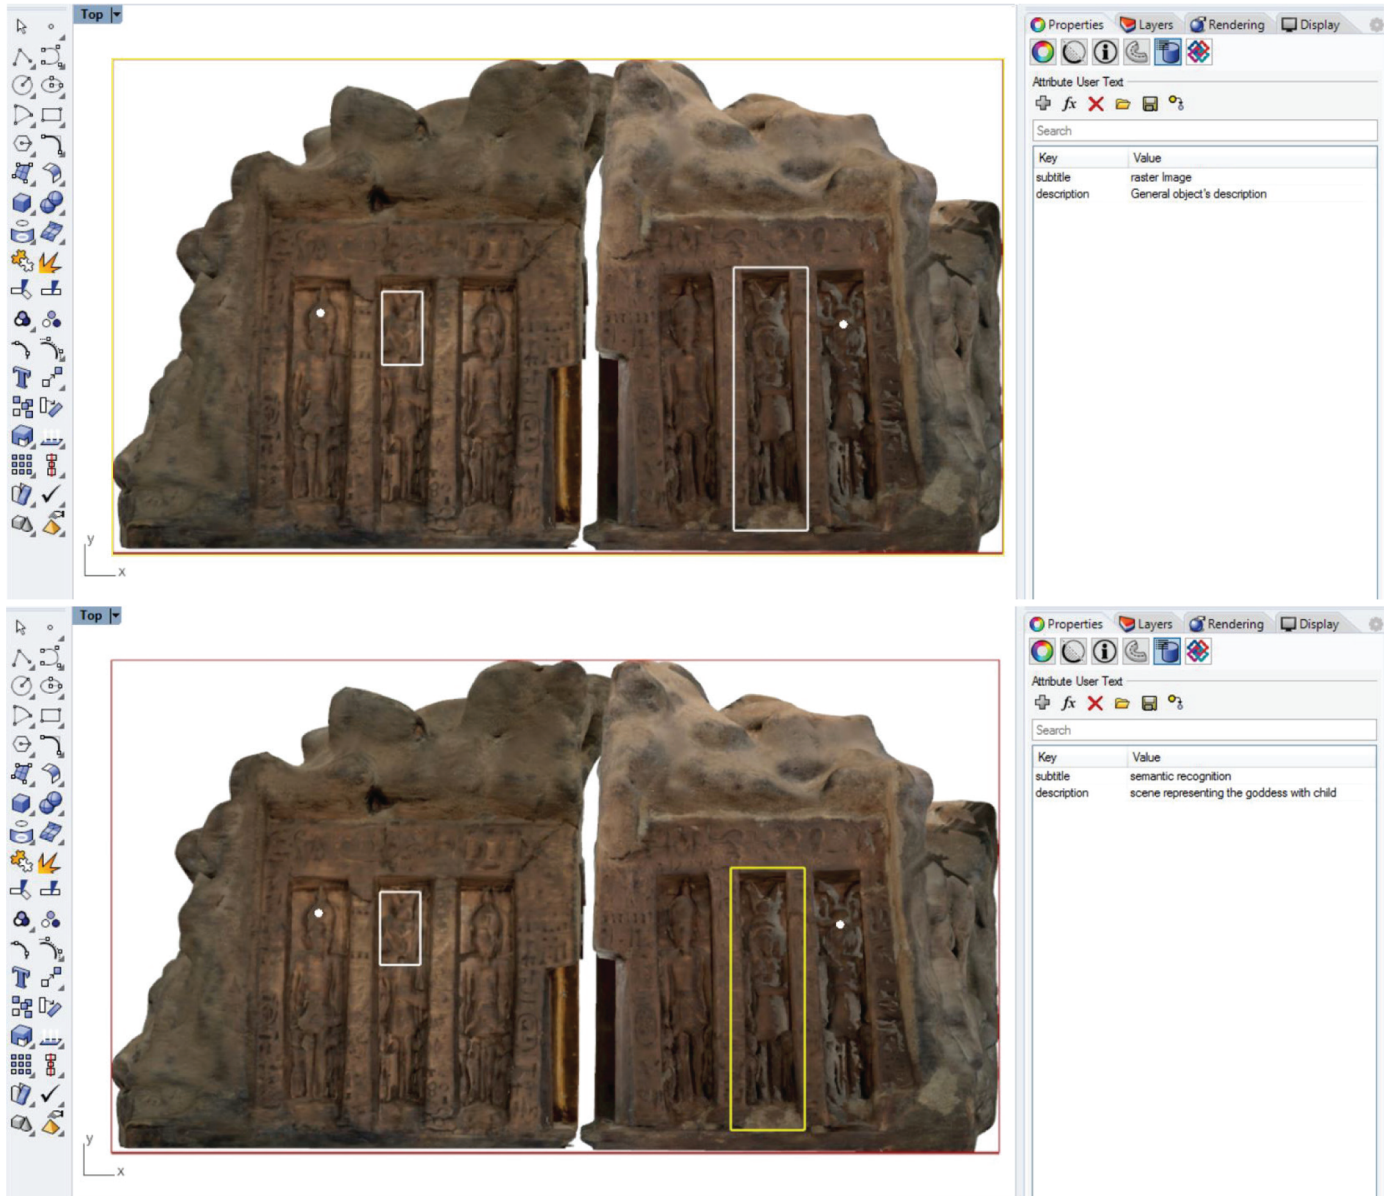 Top
Properties Layers Rendering Display
Attribute User Text
fx
Search
Key Value
subtitle raster Image
description General object's description
y
x
Top
Properties Layers Rendering Display
Attribute User Text
fx
Search
Key Value
subtitle semantic recognition
description scene representing the goddess with child
y
x